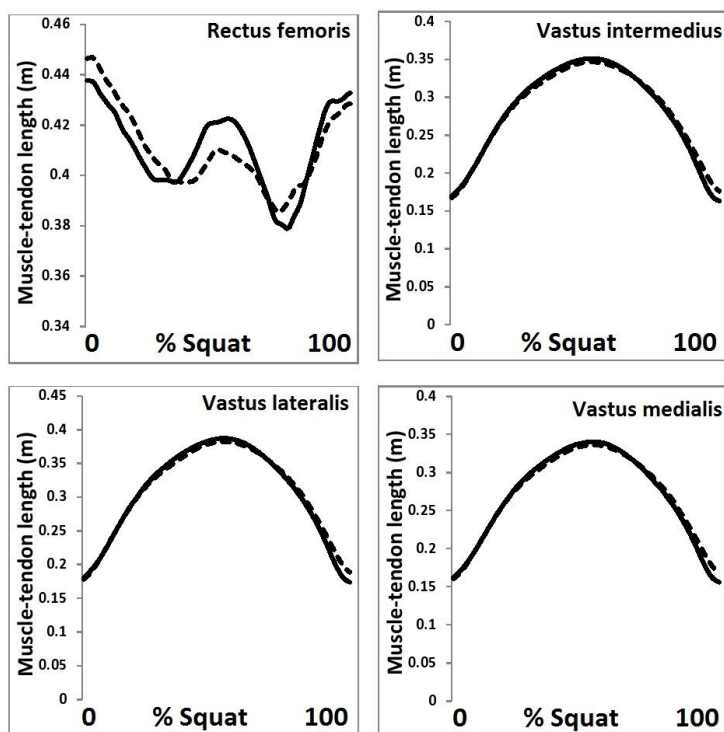 Rectus femoris
Muscle-tendon length (m)
0.46
0.44
0.42
0.4
0.38
0.36
0.34
0 % Squat 100
Vastus intermedius
Muscle-tendon length (m)
0.4
0.35
0.3
0.25
0.2
0.15
0.1
0.05
0
0 % Squat 100
Vastus lateralis
Muscle-tendon length (m)
0.45
0.4
0.35
0.3
0.25
0.2
0.15
0.1
0.05
0
0 % Squat 100
Vastus medialis
Muscle-tendon length (m)
0.4
0.35
0.3
0.25
0.2
0.15
0.1
0.05
0
0 % Squat 100